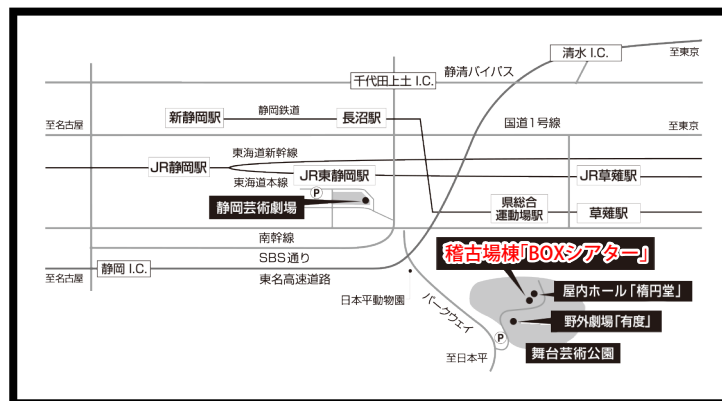 清水 I.C.
至東京
静清バイパス
千代田上土 I.C.
静岡鉄道
新静岡駅
長沼駅
至名古屋
国道1号線
至東京
東海道新幹線
JR静岡駅
東海道本線
JR東静岡駅
JR草薙駅
P
静岡芸術劇場
県総合
運動場駅
草薙駅
南幹線
SBS通り
静岡 I.C.
至名古屋
東名高速道路
稽古場棟「BOXシアター」
日本平動物園
パークウェイ
屋内ホール「楕円堂」
野外劇場「有度」
P
至日本平
舞台芸術公園